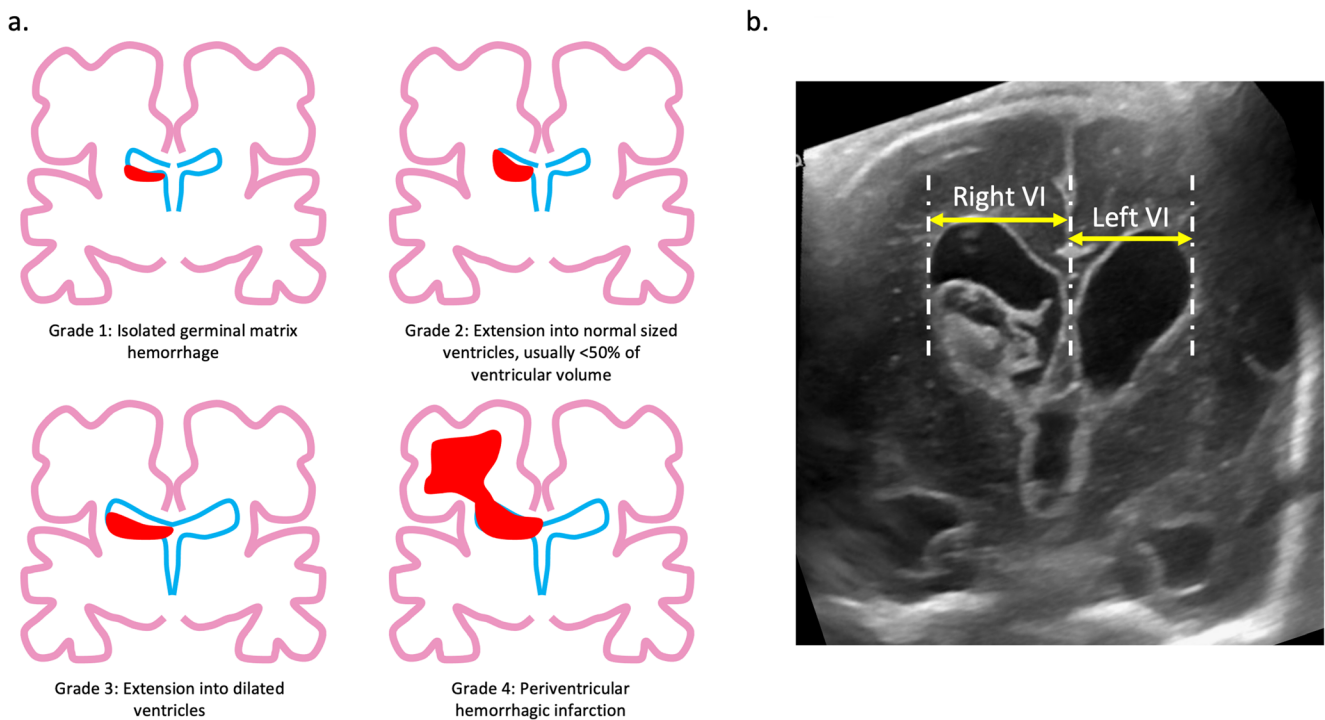 a.
b.
Grade 1: Isolated germinal matrix
hemorrhage
Grade 2: Extension into normal sized
ventricles, usually <50% of
ventricular volume
Right VI
Left VI
Grade 3: Extension into dilated
ventricles
Grade 4: Periventricular
hemorrhagic infarction